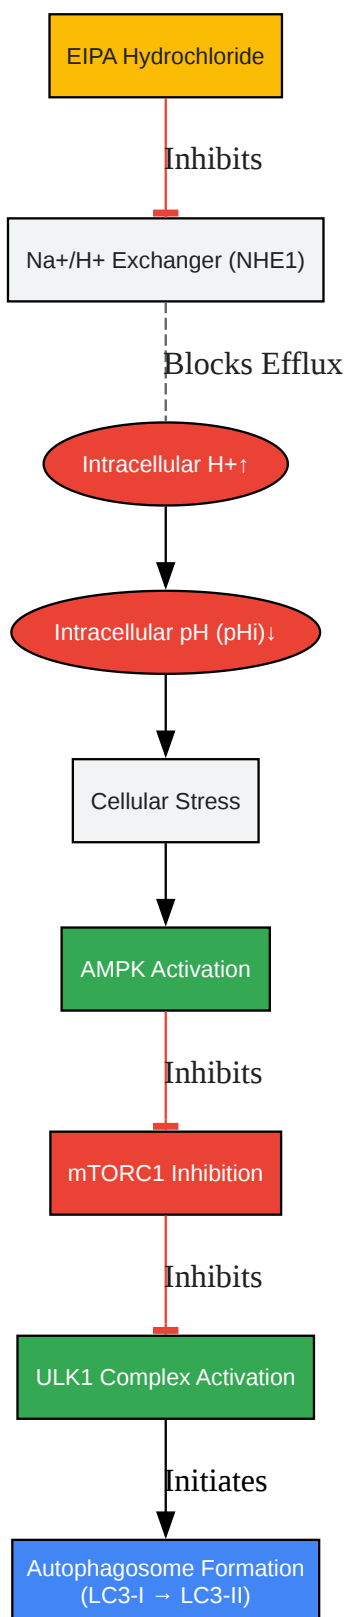 EIPA Hydrochloride
Inhibits
Na+/H+ Exchanger (NHE1)
Blocks Efflux
Intracellular H+↑
Intracellular pH (pHi)↓
Cellular Stress
AMPK Activation
Inhibits
mTORC1 Inhibition
Inhibits
ULK1 Complex Activation
Initiates
Autophagosome Formation
(LC3-I → LC3-II)